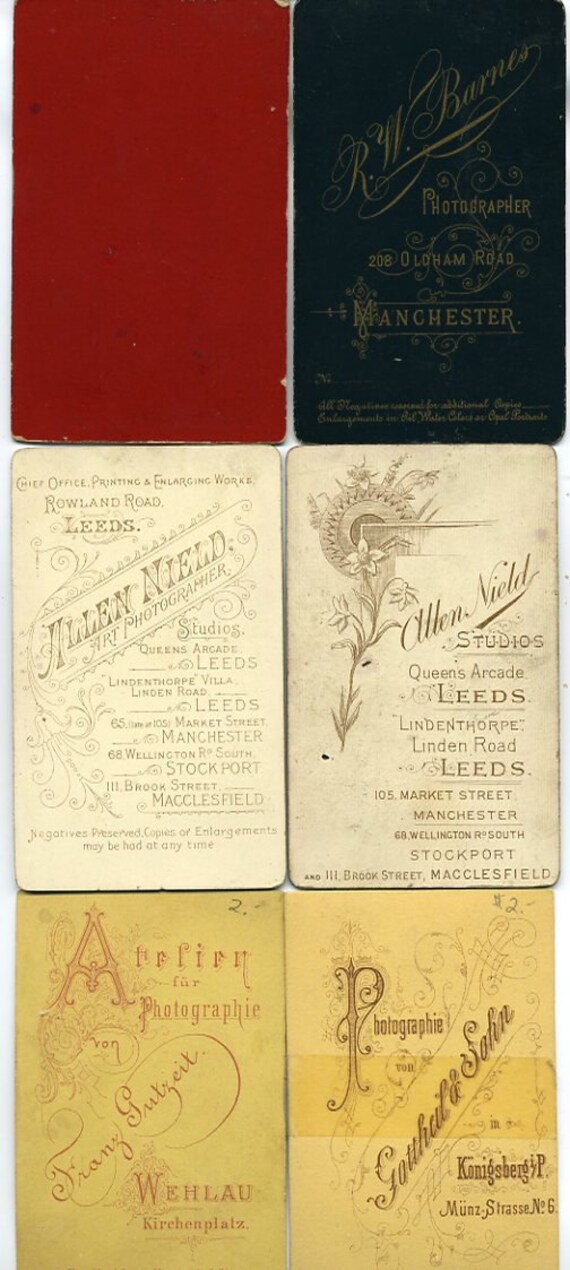 R. W. Barnes
PHOTOGRAPHER
208 OLDHAM ROAD
MANCHESTER.
No
All Negatives reserved for additional Copies
Enlargements in Oil, Water Colors or Opal Portraits
CHIEF OFFICE, PRINTING & ENLARGING WORKS,
ROWLAND ROAD,
LEEDS.
ALLEN NIELD.
ART PHOTOGRAPHER.
Studios,
QUEENS ARCADE
LEEDS
"LINDENTHORPE" VILLA.
LINDEN ROAD.
LEEDS
65, (late of 105) MARKET STREET,
MANCHESTER
68, WELLINGTON RD SOUTH.
STOCKPORT
111, BROOK STREET,
MACCLESFIELD
Negatives Preserved, Copies or Enlargements
may be had at any time
Allen Nield
STUDIOS
Queen's Arcade,
LEEDS.
"LINDENTHORPE"
Linden Road
LEEDS.
105, MARKET STREET,
MANCHESTER
68, WELLINGTON RD SOUTH
STOCKPORT
AND 111, BROOK STREET, MACCLESFIELD.
2.-
Atelier
für
Photographie
von
Franz Gutzeit.
WEHLAU
Kirchenplatz.
$2.-
Photographie
von
Gottheil & Sohn
in
Königsberg i/P.
Münz-Strasse No 6.